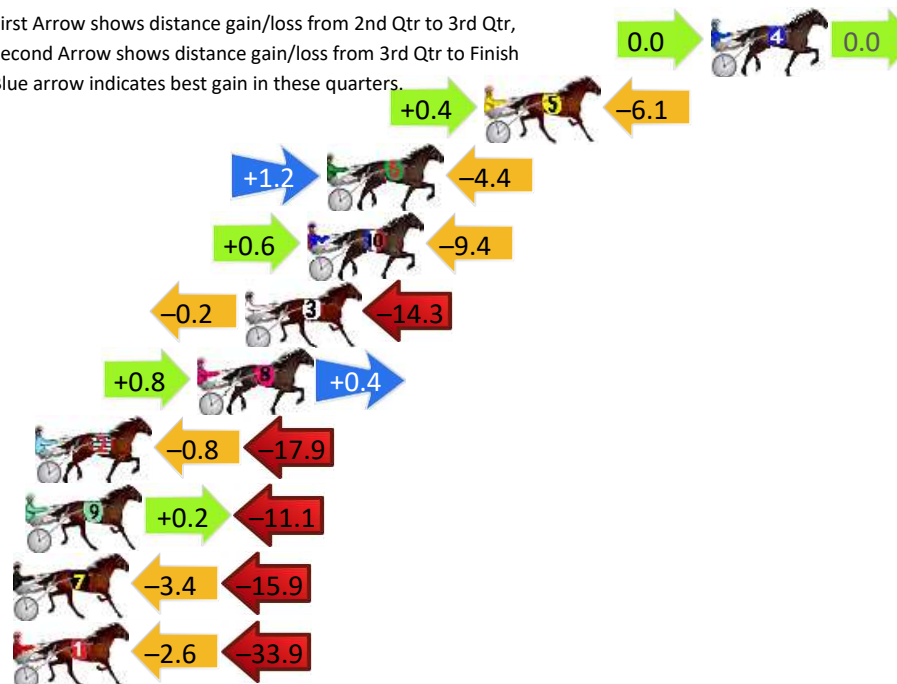 irst Arrow shows distance gain/loss from 2nd Qtr to 3rd Qtr,
econd Arrow shows distance gain/loss from 3rd Qtr to Finish
lue arrow indicates best gain in these quarters.
0.0 4 0.0
+0.4 5 –6.1
+1.2 6 –4.4
+0.6 10 –9.4
–0.2 3 –14.3
+0.8 8 +0.4
2 –0.8 –17.9
9 +0.2 –11.1
7 –3.4 –15.9
1 –2.6 –33.9